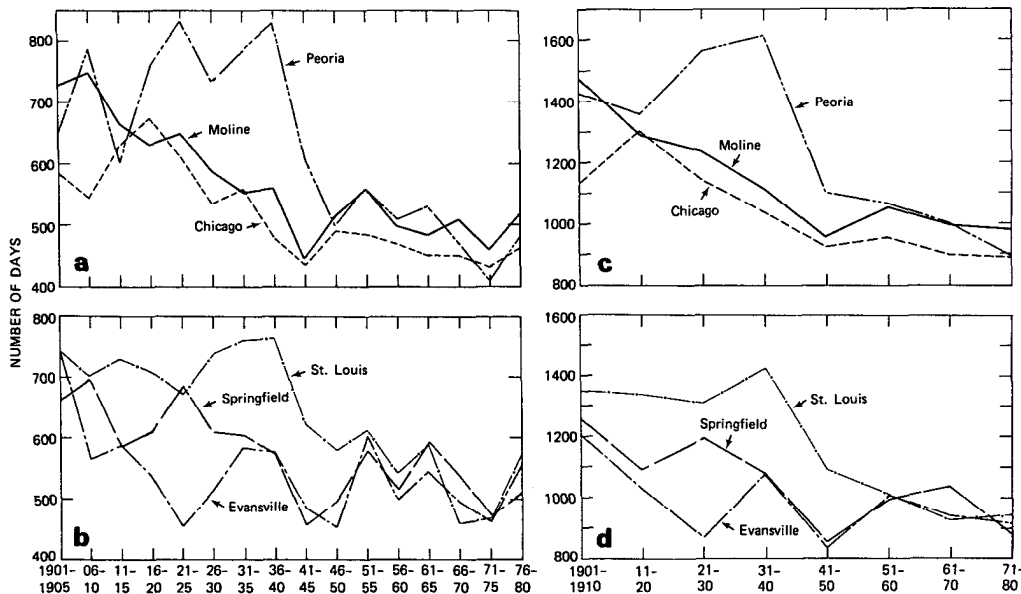 NUMBER OF DAYS
800
700
600
500
400
Peoria
Moline
Chicago
a
1600
1400
1200
1000
800
Peoria
Moline
Chicago
c
800
700
600
500
400
St. Louis
Springfield
Evansville
b
1901- 06- 11- 16- 21- 26- 31- 36- 41- 46- 51- 56- 61- 66- 71- 76-
1905 10 15 20 25 30 35 40 45 50 55 60 65 70 75 80
1600
1400
1200
1000
800
St. Louis
Springfield
Evansville
d
1901- 11- 21- 31- 41- 51- 61- 71-
10 20 30 40 50 60 70 80